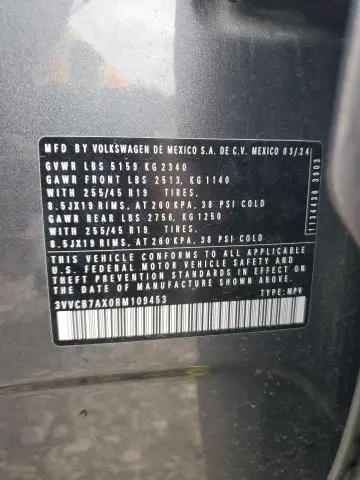 MFD BY VOLKSWAGEN DE MEXICO S.A. DE C.V. MEXICO 03/24
GVWR LBS 5159 KG 2340
GAWR FRONT LBS 2513, KG 1140
WITH 255/45 R19 TIRES.
8.5JX19 RIMS, AT 260 KPA, 38 PSI COLD
GAWR REAR LBS 2756, KG 1250
WITH 255/45 R19 TIRES.
8.5JX19 RIMS, AT 260 KPA, 38 PSI COLD
THIS VEHICLE CONFORMS TO ALL APPLICABLE
U.S. FEDERAL MOTOR VEHICLE SAFETY AND
THEFT PREVENTION STANDARDS IN EFFECT ON
THE DATE OF MANUFACTURE SHOWN ABOVE.
3VVCB7AX0RM109453 TYPE: MPV
1134436 3903